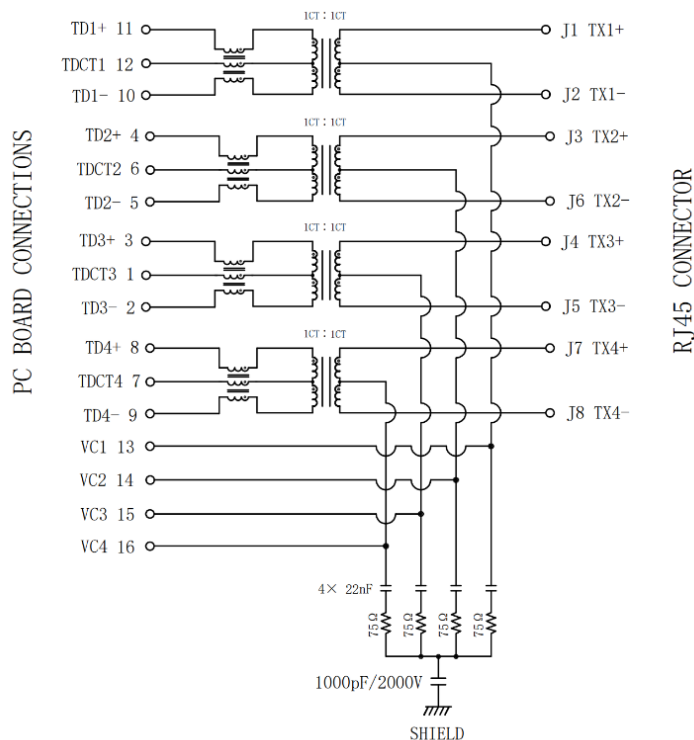 1CT : 1CT
TD1+ 11
J1 TX1+
TDCT1 12
TD1- 10
J2 TX1-
1CT : 1CT
TD2+ 4
J3 TX2+
TDCT2 6
TD2- 5
J6 TX2-
1CT : 1CT
TD3+ 3
J4 TX3+
TDCT3 1
TD3- 2
J5 TX3-
1CT : 1CT
TD4+ 8
J7 TX4+
TDCT4 7
TD4- 9
J8 TX4-
PC BOARD CONNECTIONS
RJ45 CONNECTOR
VC1 13
VC2 14
VC3 15
VC4 16
4× 22nF
75Ω
75Ω
75Ω
75Ω
1000pF/2000V
SHIELD